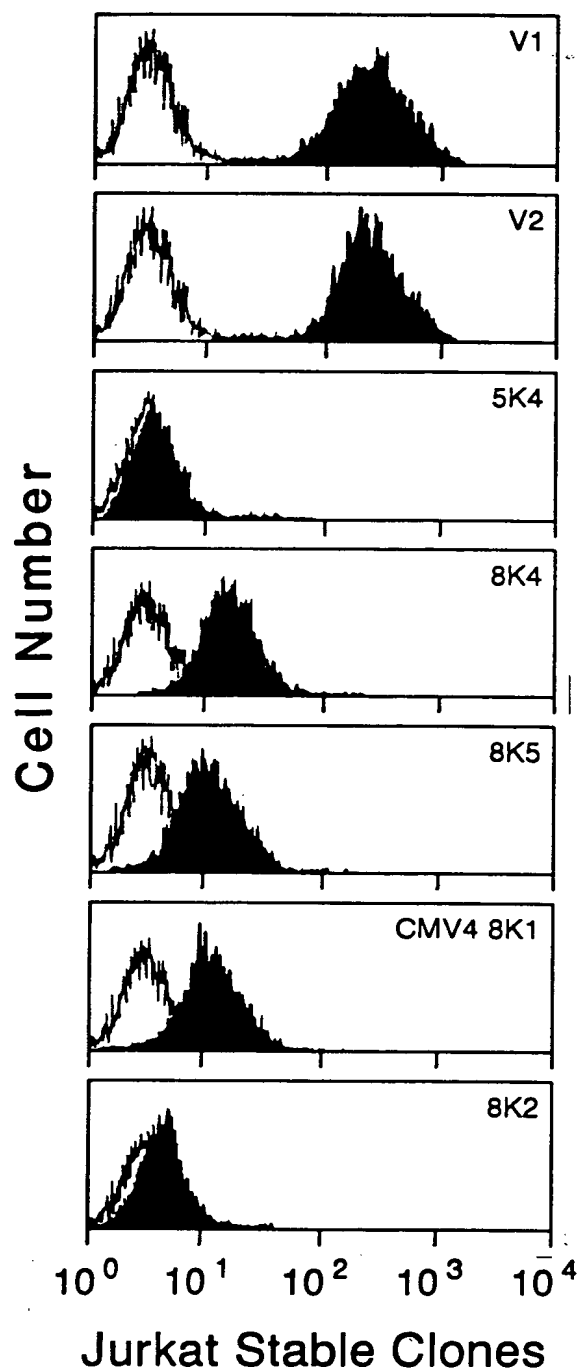 V1
V2
5K4
8K4
8K5
CMV4 8K1
8K2
Cell Number
10⁰ 10¹ 10² 10³ 10⁴
Jurkat Stable Clones